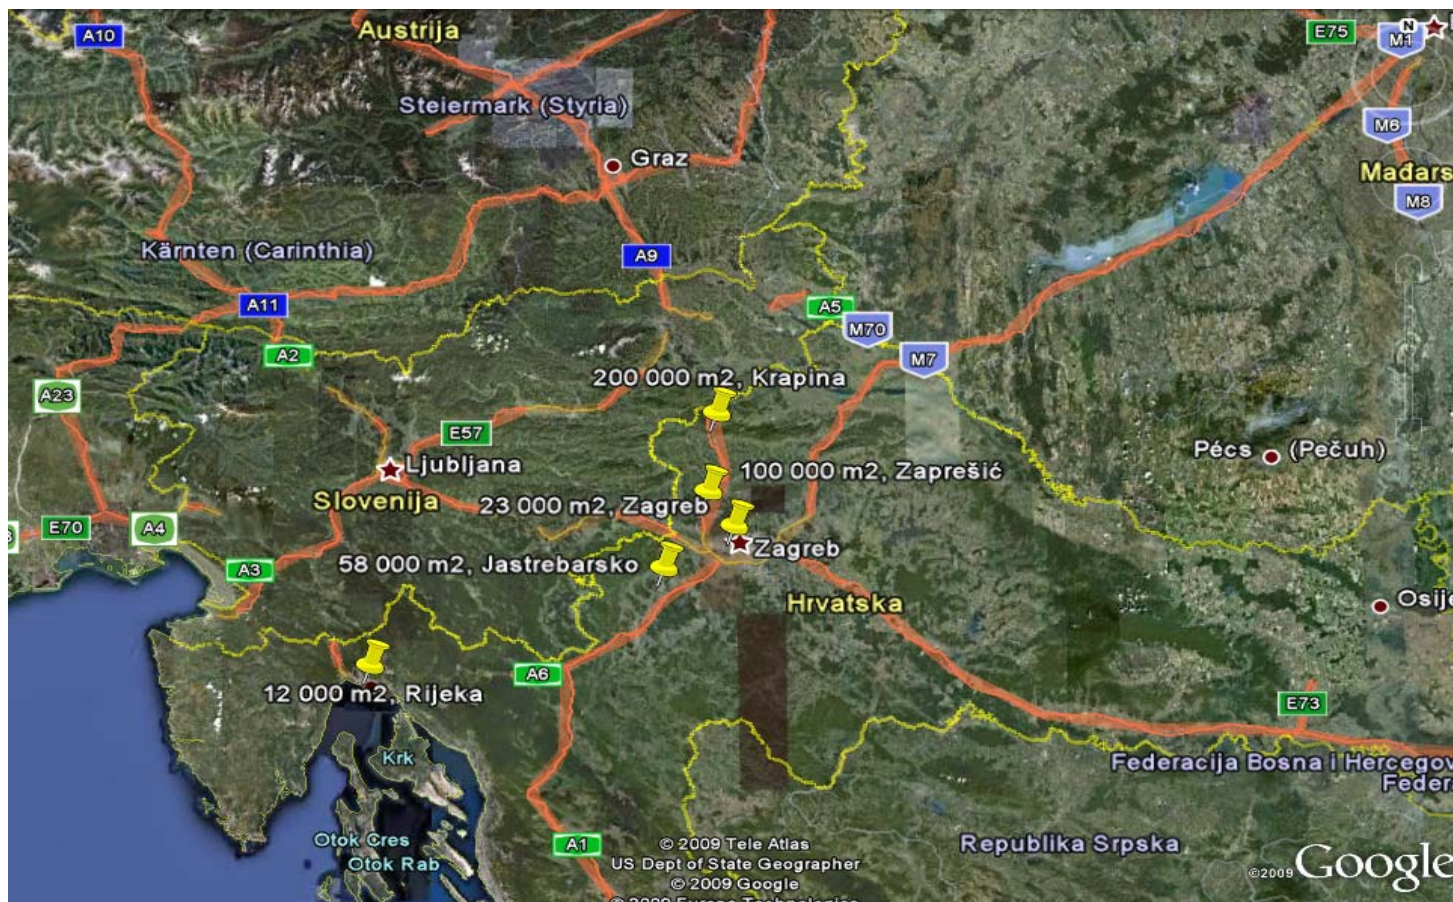 A10
Austrija
E75
M1
N
Steiermark (Styria)
M6
Graz
Mađars
M8
Kärnten (Carinthia)
A9
A11
A5
M70
A2
M7
200 000 m2, Krapina
A23
E57
Ljubljana
100 000 m2, Zaprešić
Pécs (Pečuh)
Slovenija
23 000 m2, Zagreb
E70
A4
Zagreb
58 000 m2, Jastrebarsko
A3
Hrvatska
Osije
A6
12 000 m2, Rijeka
E73
Krk
Federacija Bosna i Hercegov
Feder
Otok Cres
Otok Rab
A1
© 2009 Tele Atlas
US Dept of State Geographer
© 2009 Google
© 2009 Europa Technologies
Republika Srpska
©2009 Google